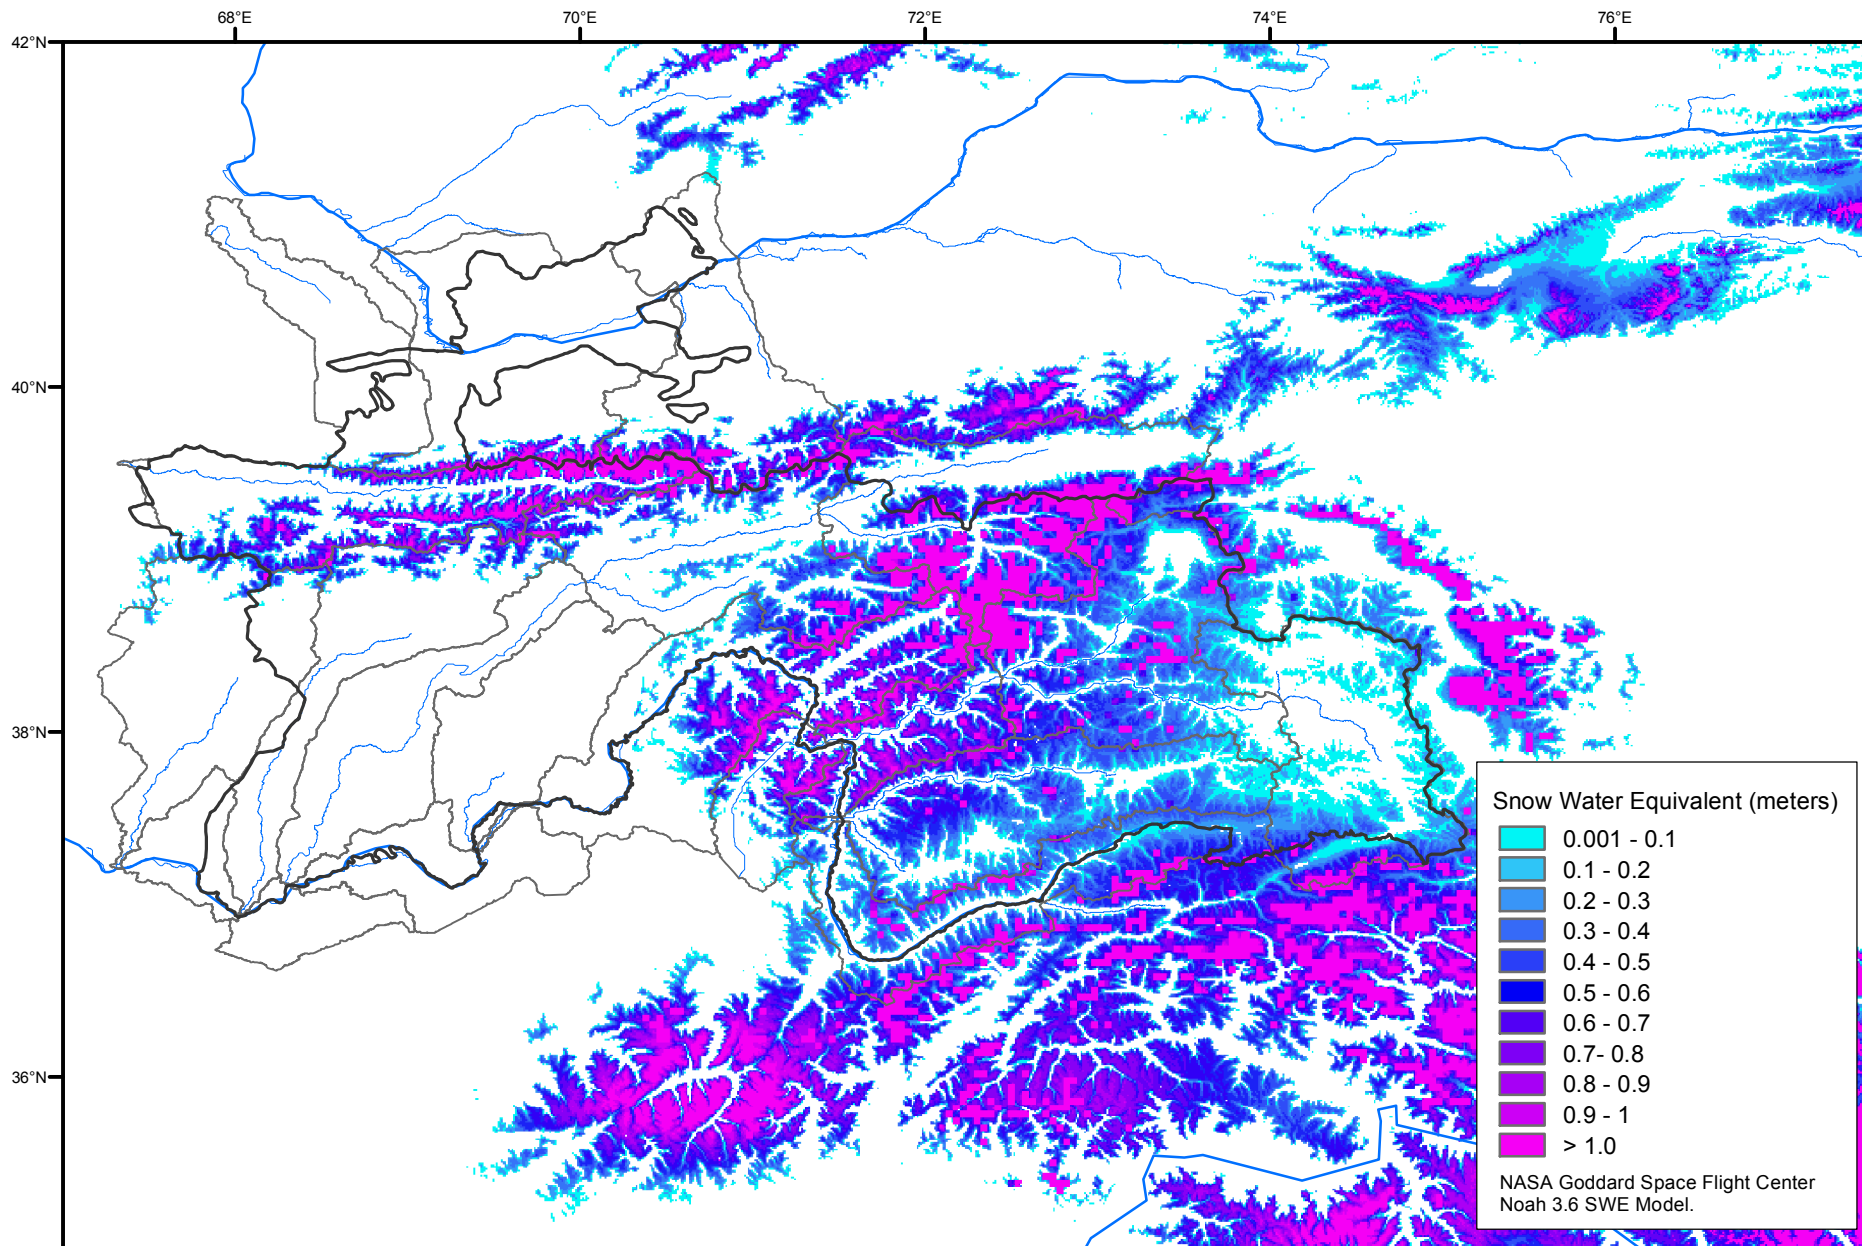 68°E 70°E 72°E 74°E 76°E
42°N
40°N
38°N
36°N
Snow Water Equivalent (meters)
0.001 - 0.1
0.1 - 0.2
0.2 - 0.3
0.3 - 0.4
0.4 - 0.5
0.5 - 0.6
0.6 - 0.7
0.7- 0.8
0.8 - 0.9
0.9 - 1
> 1.0
NASA Goddard Space Flight Center
Noah 3.6 SWE Model.